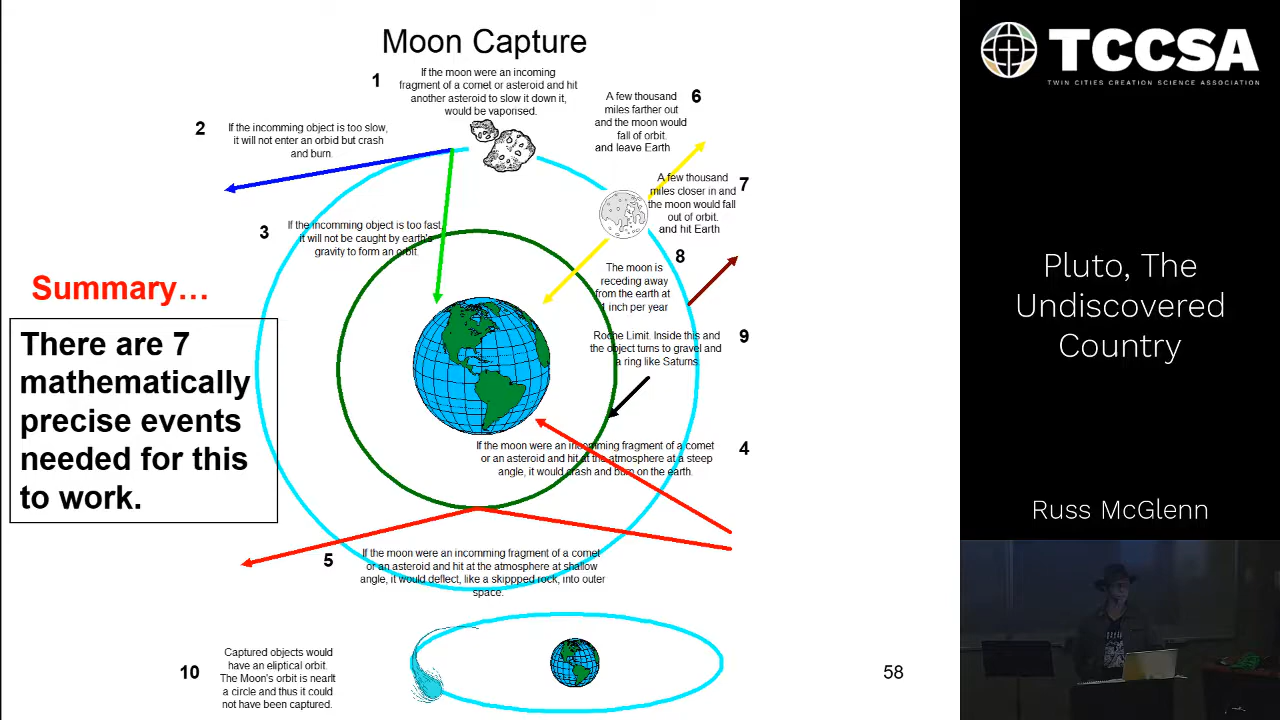 Moon Capture
1
If the moon were an incoming
fragment of a comet or asteroid and hit
another asteroid to slow it down it,
would be vaporised.
2
If the incomming object is too slow,
it will not enter an orbid but crash
and burn.
3
If the incomming object is too fast,
it will not be caught by earth's
gravity to form an orbit.
6
A few thousand
miles farther out
and the moon would
fall of orbit.
and leave Earth
7
A few thousand
miles closer in and
the moon would fall
out of orbit.
and hit Earth
8
The moon is
receding away
from the earth at
1 inch per year
9
Roche Limit. Inside this and
the object turns to gravel and
a ring like Saturns
4
If the moon were an incomming fragment of a comet
or an asteroid and hit at the atmosphere at a steep
angle, it would crash and burn on the earth.
5
If the moon were an incomming fragment of a comet
or an asteroid and hit at the atmosphere at shallow
angle, it would deflect, like a skippped rock, into outer
space.
10
Captured objects would
have an eliptical orbit.
The Moon's orbit is nearlt
a circle and thus it could
not have been captured.
Summary...
There are 7
mathematically
precise events
needed for this
to work.
58
TCCSA
TWIN CITIES CREATION SCIENCE ASSOCIATION
Pluto, The
Undiscovered
Country
Russ McGlenn